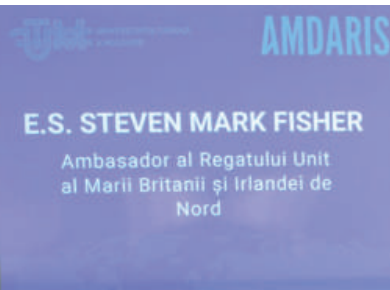 AMDARIS
E.S. STEVEN MARK FISHER
Ambasador al Regatului Unit
al Marii Britanii și Irlandei de
Nord